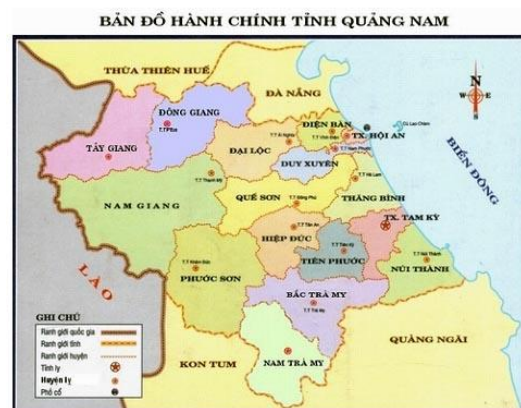 BẢN ĐỒ HÀNH CHÍNH TỈNH QUẢNG NAM
THỪA THIÊN HUẾ
ĐÀ NẴNG
N
W
E
S
ĐÔNG GIANG
TÂY GIANG
ĐIỆN BÀN
TX. HỘI AN
ĐẠI LỘC
DUY XUYÊN
BIỂN ĐÔNG
NAM GIANG
QUẾ SƠN
THĂNG BÌNH
TX. TAM KỲ
HIỆP ĐỨC
TIÊN PHƯỚC
NÚI THÀNH
PHƯỚC SƠN
LÀO
BẮC TRÀ MY
KON TUM
NAM TRÀ MY
QUẢNG NGÃI
GHI CHÚ
Ranh giới quốc gia
Ranh giới tỉnh
Ranh giới huyện
Tỉnh lỵ
Huyện lỵ
Phố cổ